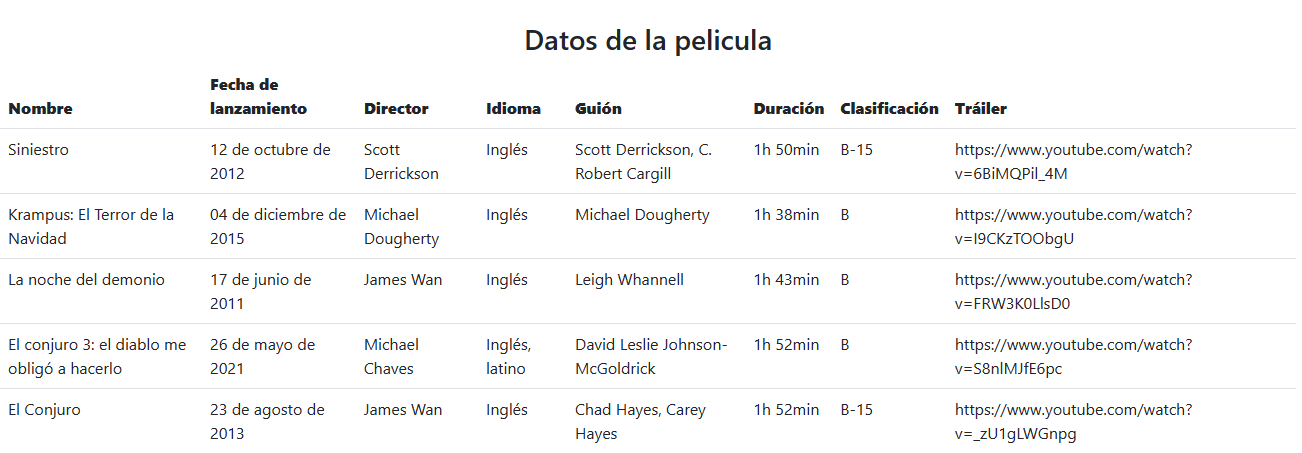 Datos de la pelicula
Fecha de
Nombre lanzamiento Director Idioma Guión Duración Clasificación Tráiler
Siniestro 12 de octubre de Scott Inglés Scott Derrickson, C. 1h 50min B-15 https://www.youtube.com/watch?
2012 Derrickson Robert Cargill v=6BiMQPil_4M
Krampus: El Terror de la 04 de diciembre de Michael Inglés Michael Dougherty 1h 38min B https://www.youtube.com/watch?
Navidad 2015 Dougherty v=I9CKzTOObgU
La noche del demonio 17 de junio de James Wan Inglés Leigh Whannell 1h 43min B https://www.youtube.com/watch?
2011 v=FRW3K0LlsD0
El conjuro 3: el diablo me 26 de mayo de Michael Inglés, David Leslie Johnson- 1h 52min B https://www.youtube.com/watch?
obligó a hacerlo 2021 Chaves latino McGoldrick v=S8nlMJfE6pc
El Conjuro 23 de agosto de James Wan Inglés Chad Hayes, Carey 1h 52min B-15 https://www.youtube.com/watch?
2013 Hayes v=_zU1gLWGnpg